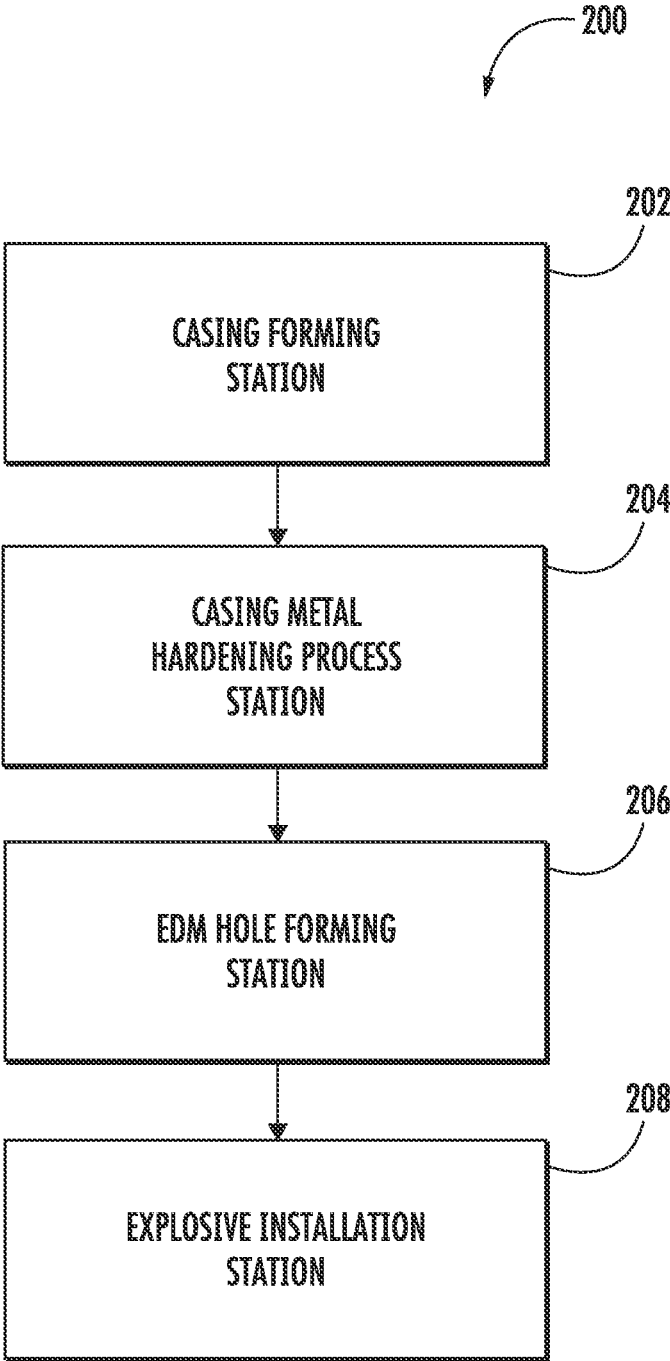 200
202
CASING FORMING
STATION
204
CASING METAL
HARDENING PROCESS
STATION
206
EDM HOLE FORMING
STATION
208
EXPLOSIVE INSTALLATION
STATION